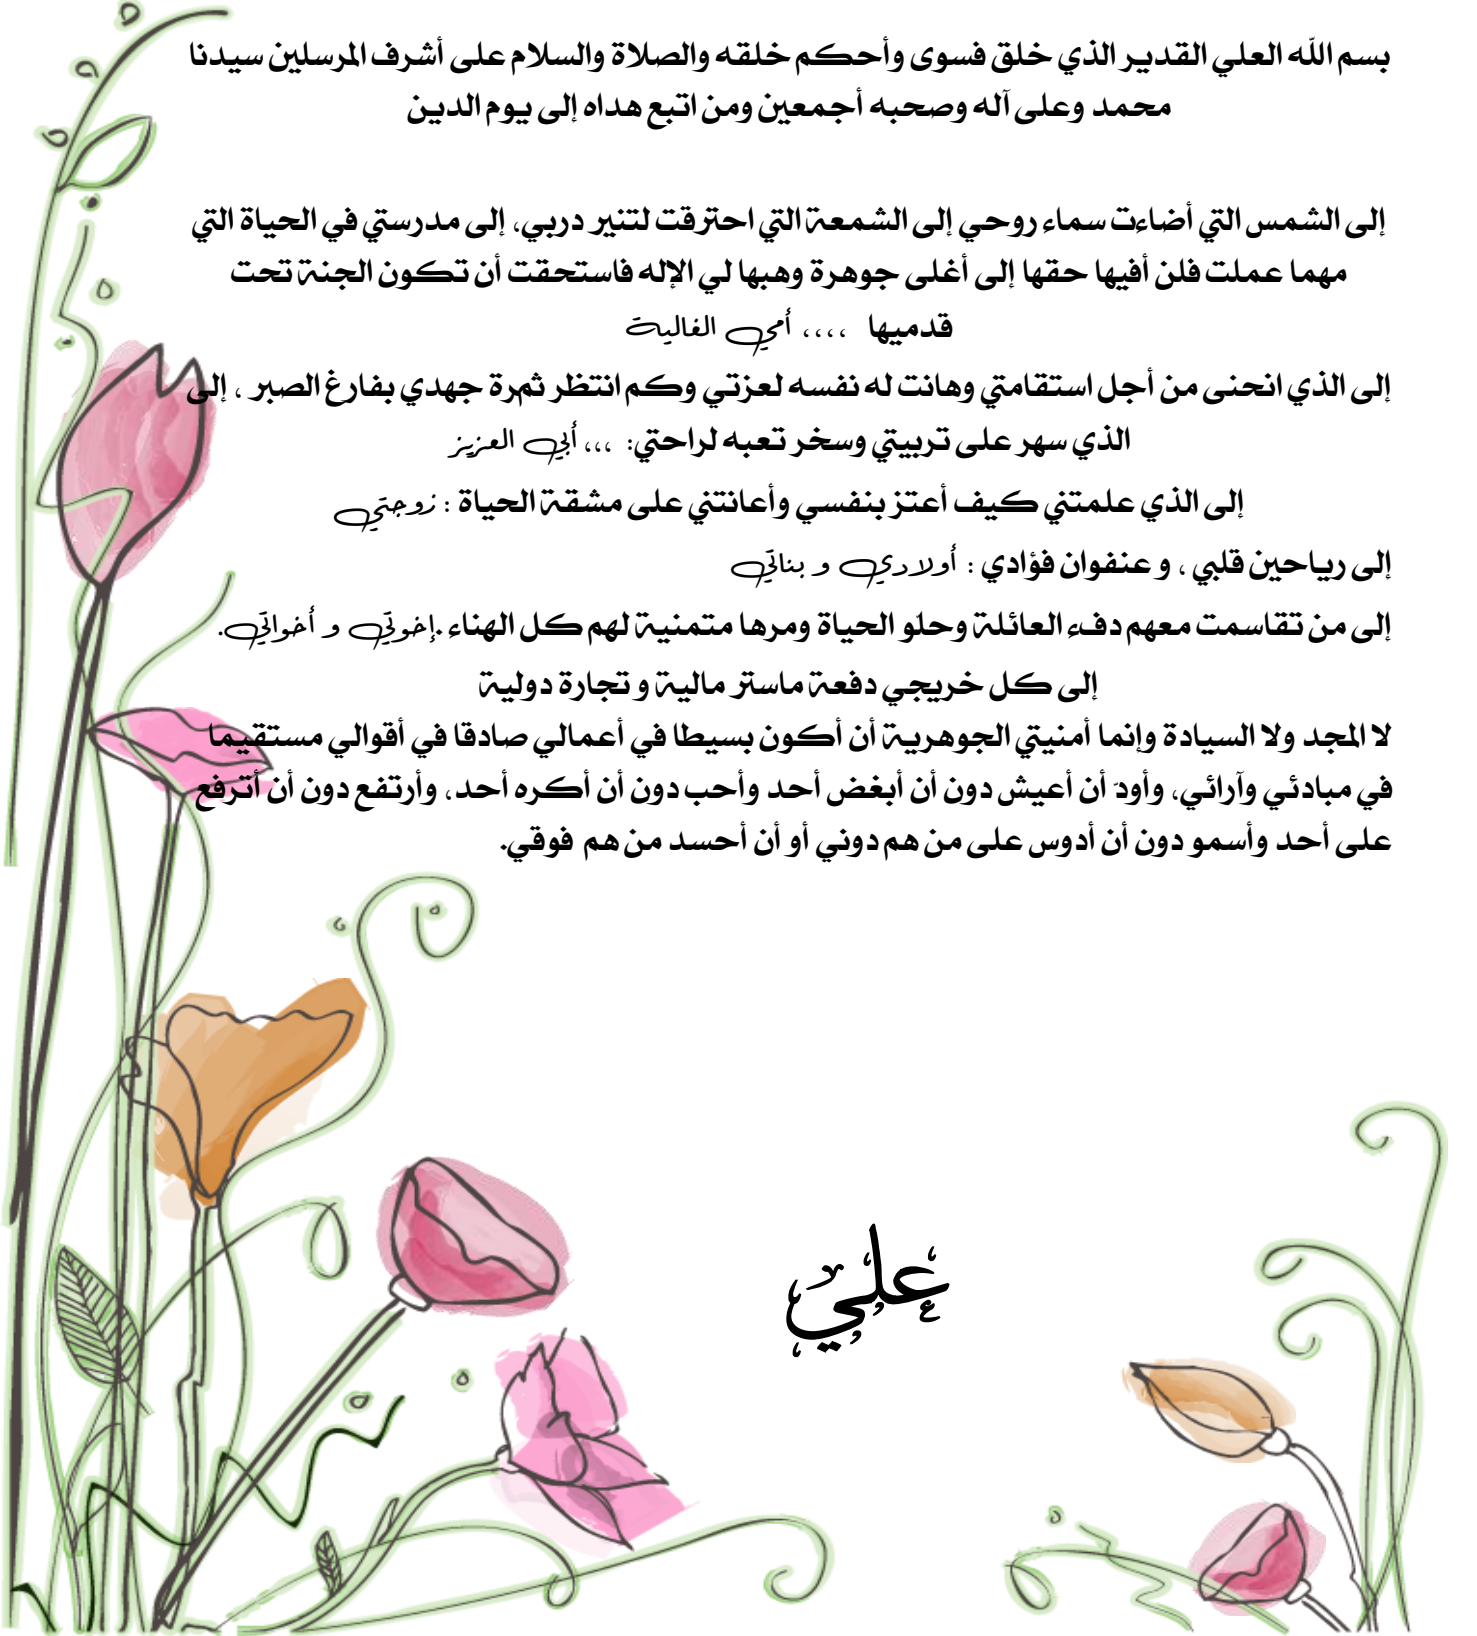 بسم الله العلي القدير الذي خلق فسوى وأحكم خلقه والصلاة والسلام على أشرف المرسلين سيدنا
محمد وعلى آله وصحبه أجمعين ومن اتبع هداه إلى يوم الدين
إلى الشمس التي أضاءت سماء روحي إلى الشمعة التي احترقت لتنير دربي، إلى مدرستي في الحياة التي
مهما عملت فلن أفيها حقها إلى أغلى جوهرة وهبها لي الإله فاستحقت أن تكون الجنة تحت
قدميها ،،،، أمي الغالية
إلى الذي انحنى من أجل استقامتي وهانت له نفسه لعزتي وكم انتظر ثمرة جهدي بفارغ الصبر ، إلى
الذي سهر على تربيتي وسخر تعبه لراحتي: ،،، أبي العزيز
إلى الذي علمتني كيف أعتز بنفسي وأعانتني على مشقة الحياة : زوجتي
إلى رياحين قلبي ، و عنفوان فؤادي : أولادي و بناتي
إلى من تقاسمت معهم دفء العائلة وحلو الحياة ومرها متمنية لهم كل الهناء .إخوتي و أخواتي.
إلى كل خريجي دفعة ماستر مالية و تجارة دولية
لا المجد ولا السيادة وإنما أمنيتي الجوهرية أن أكون بسيطا في أعمالي صادقا في أقوالي مستقيما
في مبادئي وآرائي، وأودّ أن أعيش دون أن أبغض أحد وأحب دون أن أكره أحد، وأرتفع دون أن أترفع
على أحد وأسمو دون أن أدوس على من هم دوني أو أن أحسد من هم فوقي.
علي